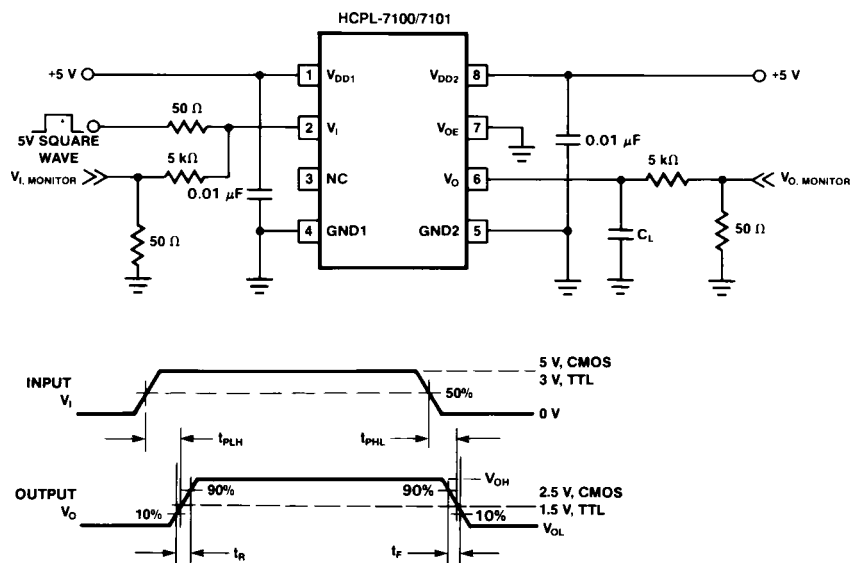 HCPL-7100/7101
+5 V
1
VDD1
VDD2
8
+5 V
50 Ω
5V SQUARE
WAVE
2
VI
VOE
7
0.01 μF
VI, MONITOR
5 kΩ
0.01 μF
3
NC
VO
6
5 kΩ
VO, MONITOR
50 Ω
4
GND1
GND2
5
CL
50 Ω
INPUT
VI
5 V, CMOS
3 V, TTL
50%
0 V
tPLH
tPHL
OUTPUT
VO
90%
10%
90%
10%
VOH
2.5 V, CMOS
1.5 V, TTL
VOL
tR
tF